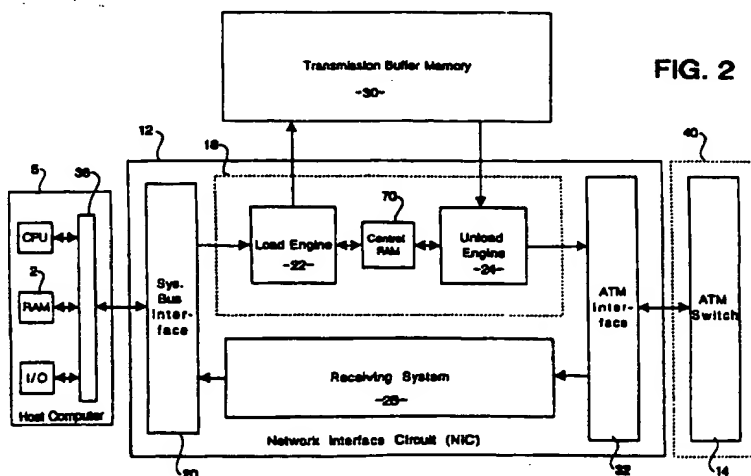 FIG. 2
Transmission Buffer Memory
-30-
12
18
40
5
36
70
CPU
2
RAM
I/O
Host Computer
Sys.
Bus
Inter-
face
Load Engine
-22-
Control
RAM
Unload
Engine
-24-
ATM
Inter-
face
ATM
Switch
Receiving System
Network Interface Circuit (NIC)
20
32
14